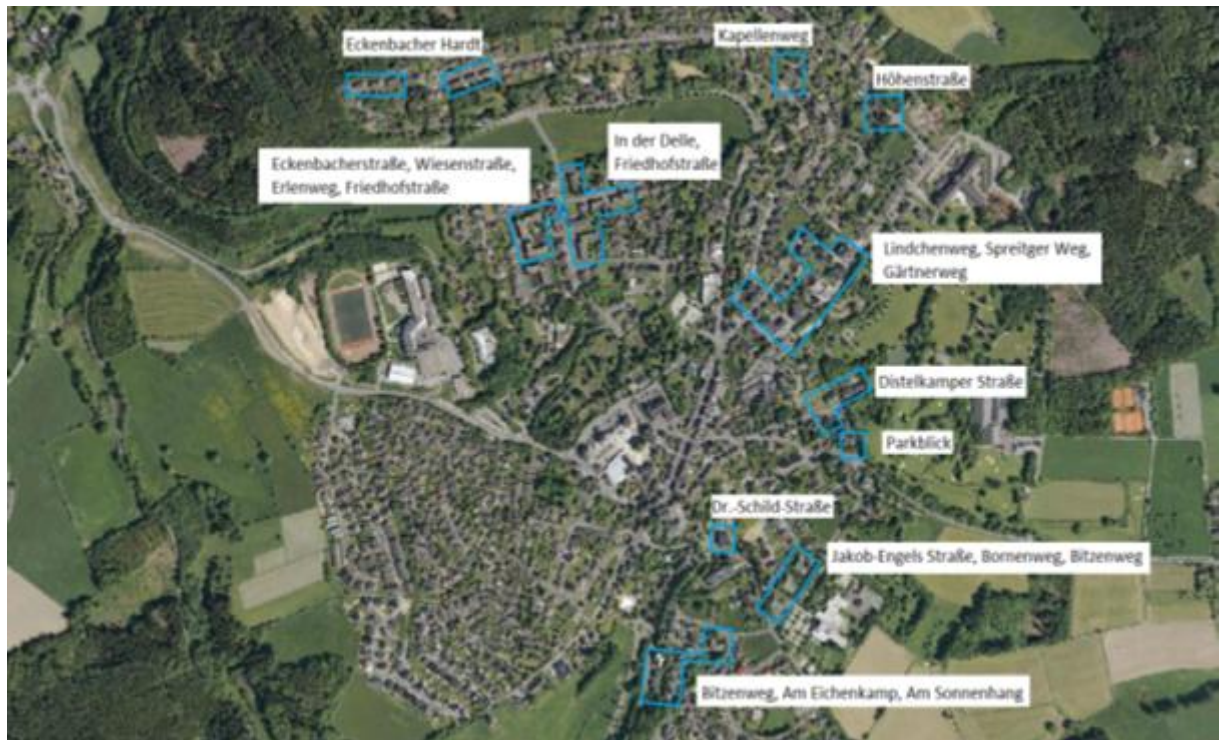 Eckenbacher Hardt
Kapellenweg
Höhenstraße
In der Delle,
Friedhofstraße
Eckenbacherstraße, Wiesenstraße,
Erlenweg, Friedhofstraße
Lindchenweg, Spreitger Weg,
Gärtnerweg
Distelkamper Straße
Parkblick
Dr.-Schild-Straße
Jakob-Engels Straße, Bornenweg, Bitzenweg
Bitzenweg, Am Eichenkamp, Am Sonnenhang